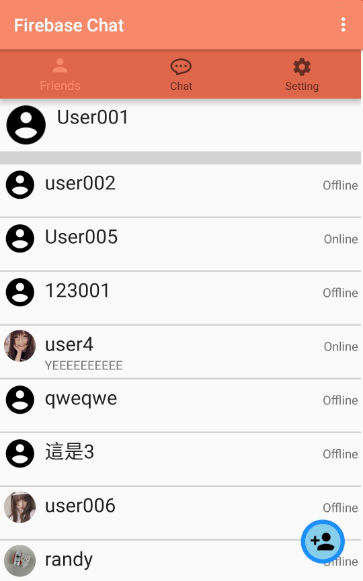 Firebase Chat
Friends
Chat
Setting
User001
user002
Offline
User005
Online
123001
Offline
user4
Online
YEEEEEEEEEE
qweqwe
Offline
這是3
Offline
user006
Offline
randy
Offline